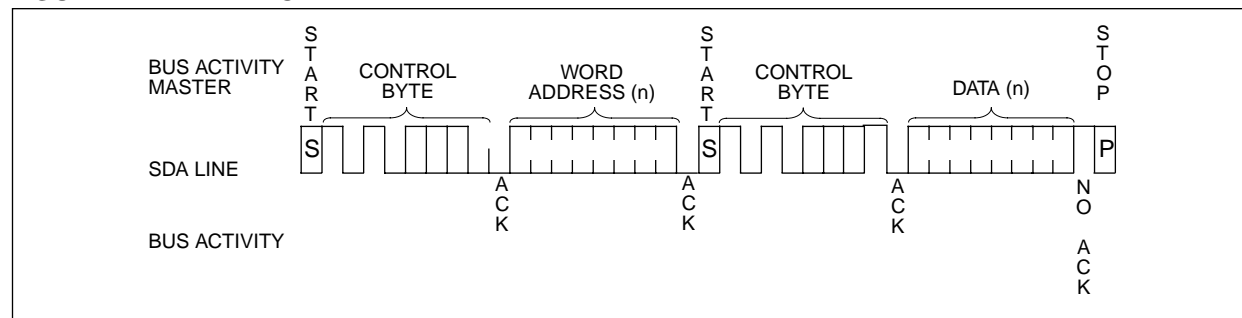 START
START
STOP
BUS ACTIVITY
MASTER
CONTROL
BYTE
WORD
ADDRESS (n)
CONTROL
BYTE
DATA (n)
S
S
P
SDA LINE
ACK
ACK
ACK
NO ACK
BUS ACTIVITY